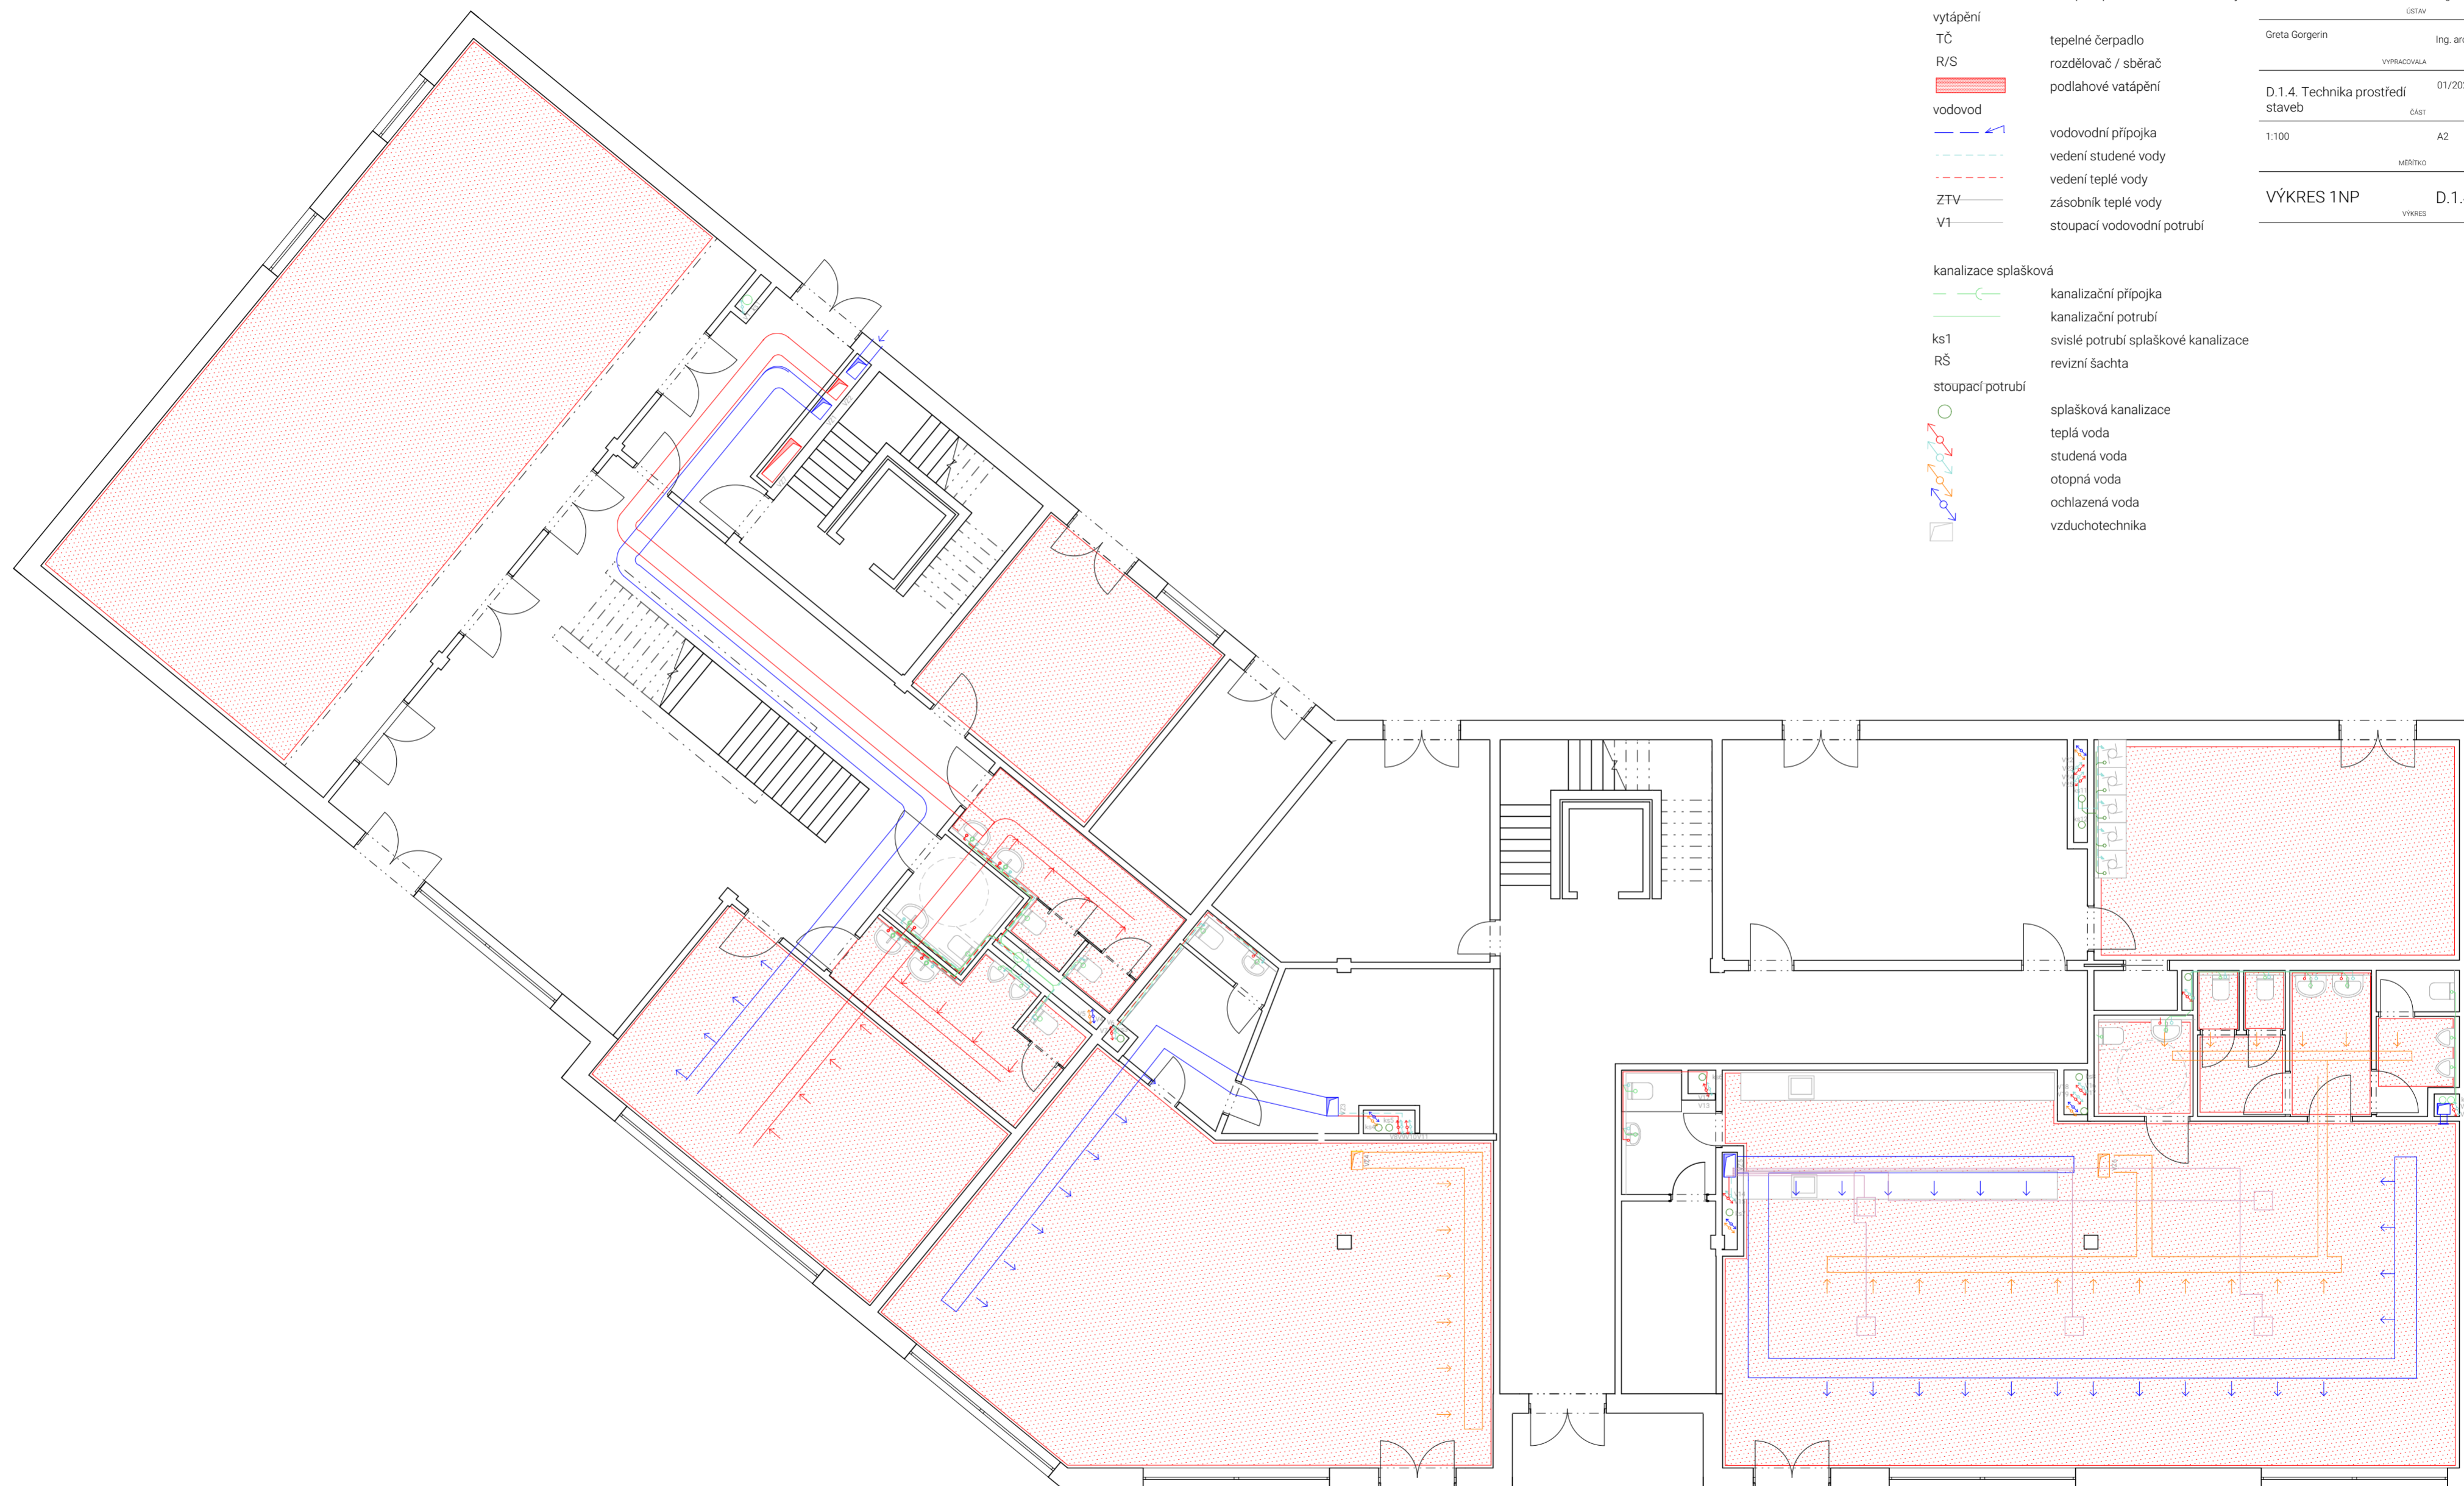 vytápění
TČ tepelné čerpadlo
R/S rozdělovač / sběrač
podlahové vatápění
vodovod
vodovodní přípojka
vedení studené vody
vedení teplé vody
ZTV zásobník teplé vody
V1 stoupací vodovodní potrubí
kanalizace splašková
kanalizační přípojka
kanalizační potrubí
ks1 svislé potrubí splaškové kanalizace
RŠ revizní šachta
stoupací potrubí
splašková kanalizace
teplá voda
studená voda
otopná voda
ochlazená voda
vzduchotechnika
ÚSTAV
Greta Gorgerin Ing.
VYPRACOVALA
D.1.4. Technika prostředí
staveb
ČÁST
1:100 A2
MĚŘÍTKO
VÝKRES 1NP D.1.
VÝKRES
V13